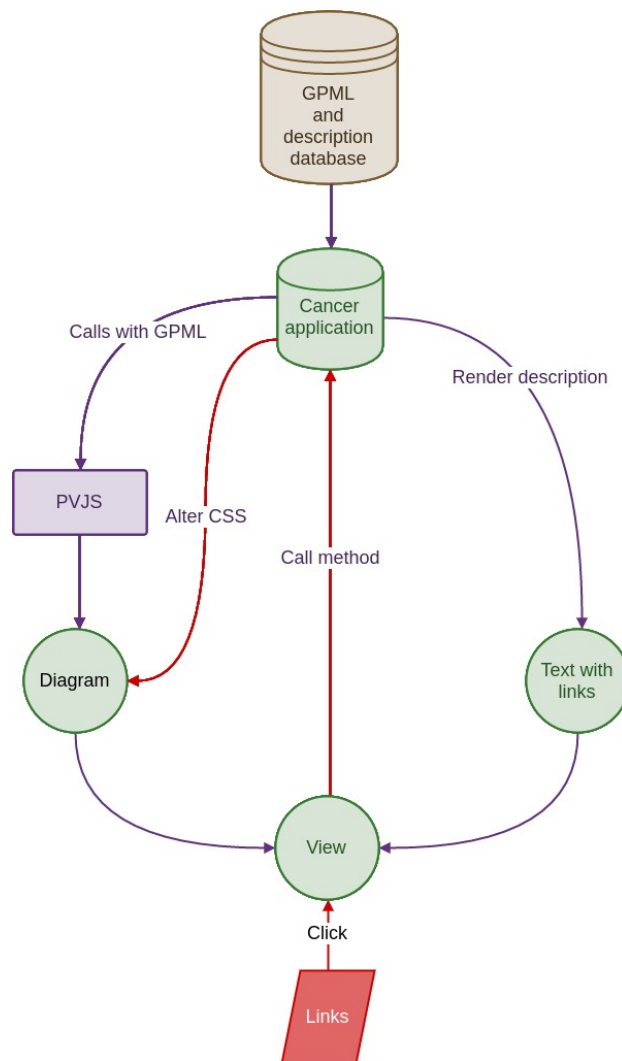 GPML
and
description
database
Cancer
application
Calls with GPML
Render description
PVJS
Alter CSS
Call method
Diagram
Text with
links
View
Click
Links